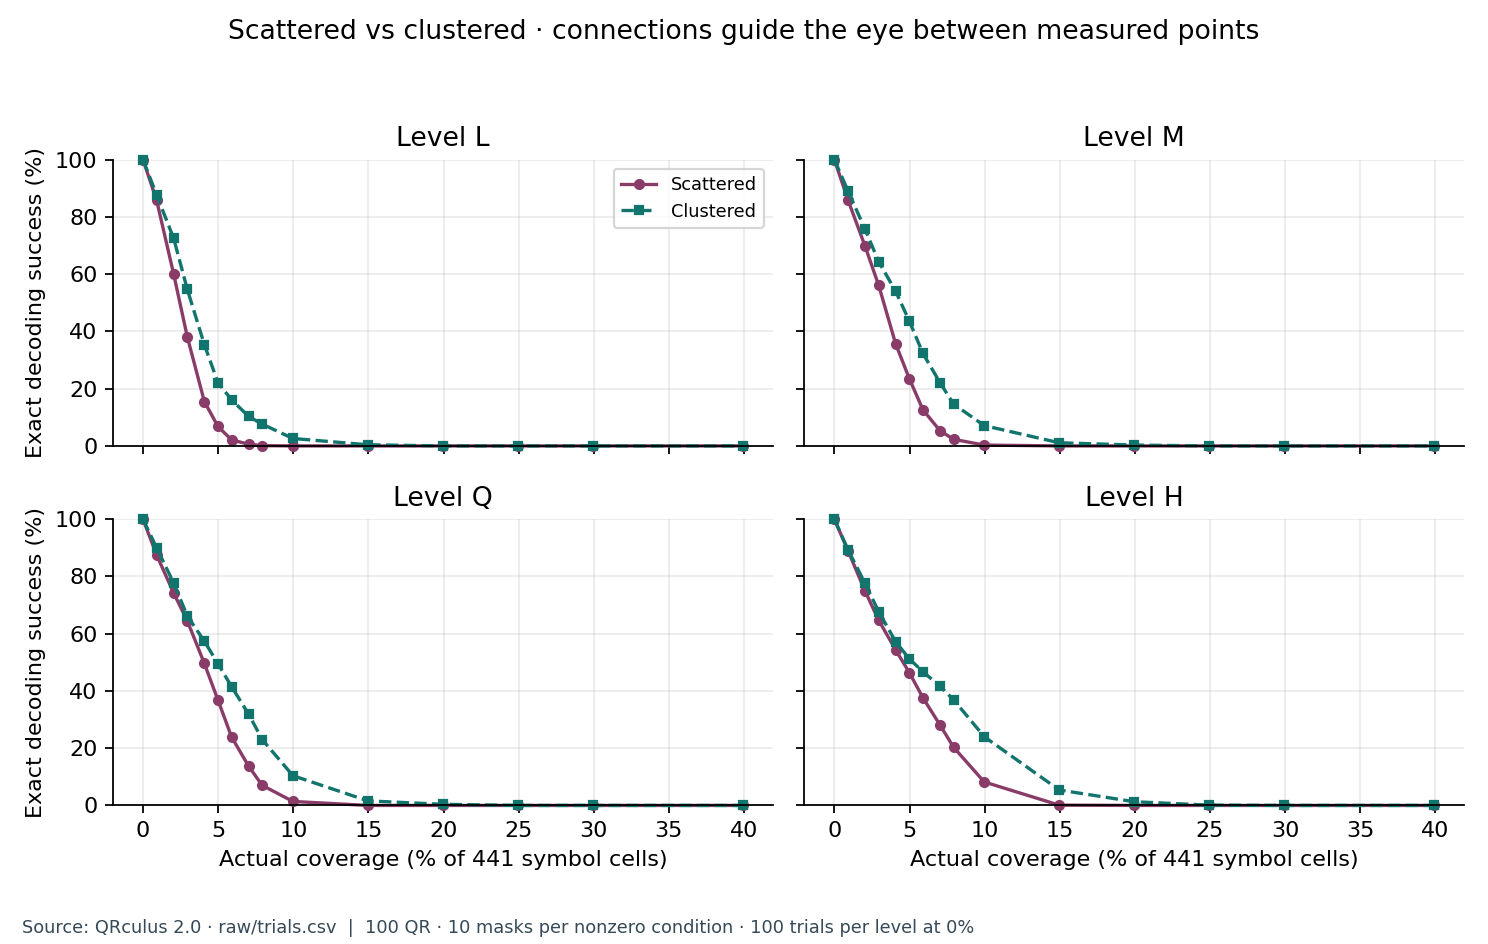 Scattered vs clustered · connections guide the eye between measured points
Level L
Level M
Exact decoding success (%)
100
80
60
40
20
0
Scattered
Clustered
Level Q
Level H
Exact decoding success (%)
100
80
60
40
20
0
0 5 10 15 20 25 30 35 40
0 5 10 15 20 25 30 35 40
Actual coverage (% of 441 symbol cells)
Actual coverage (% of 441 symbol cells)
Source: QRculus 2.0 · raw/trials.csv | 100 QR · 10 masks per nonzero condition · 100 trials per level at 0%